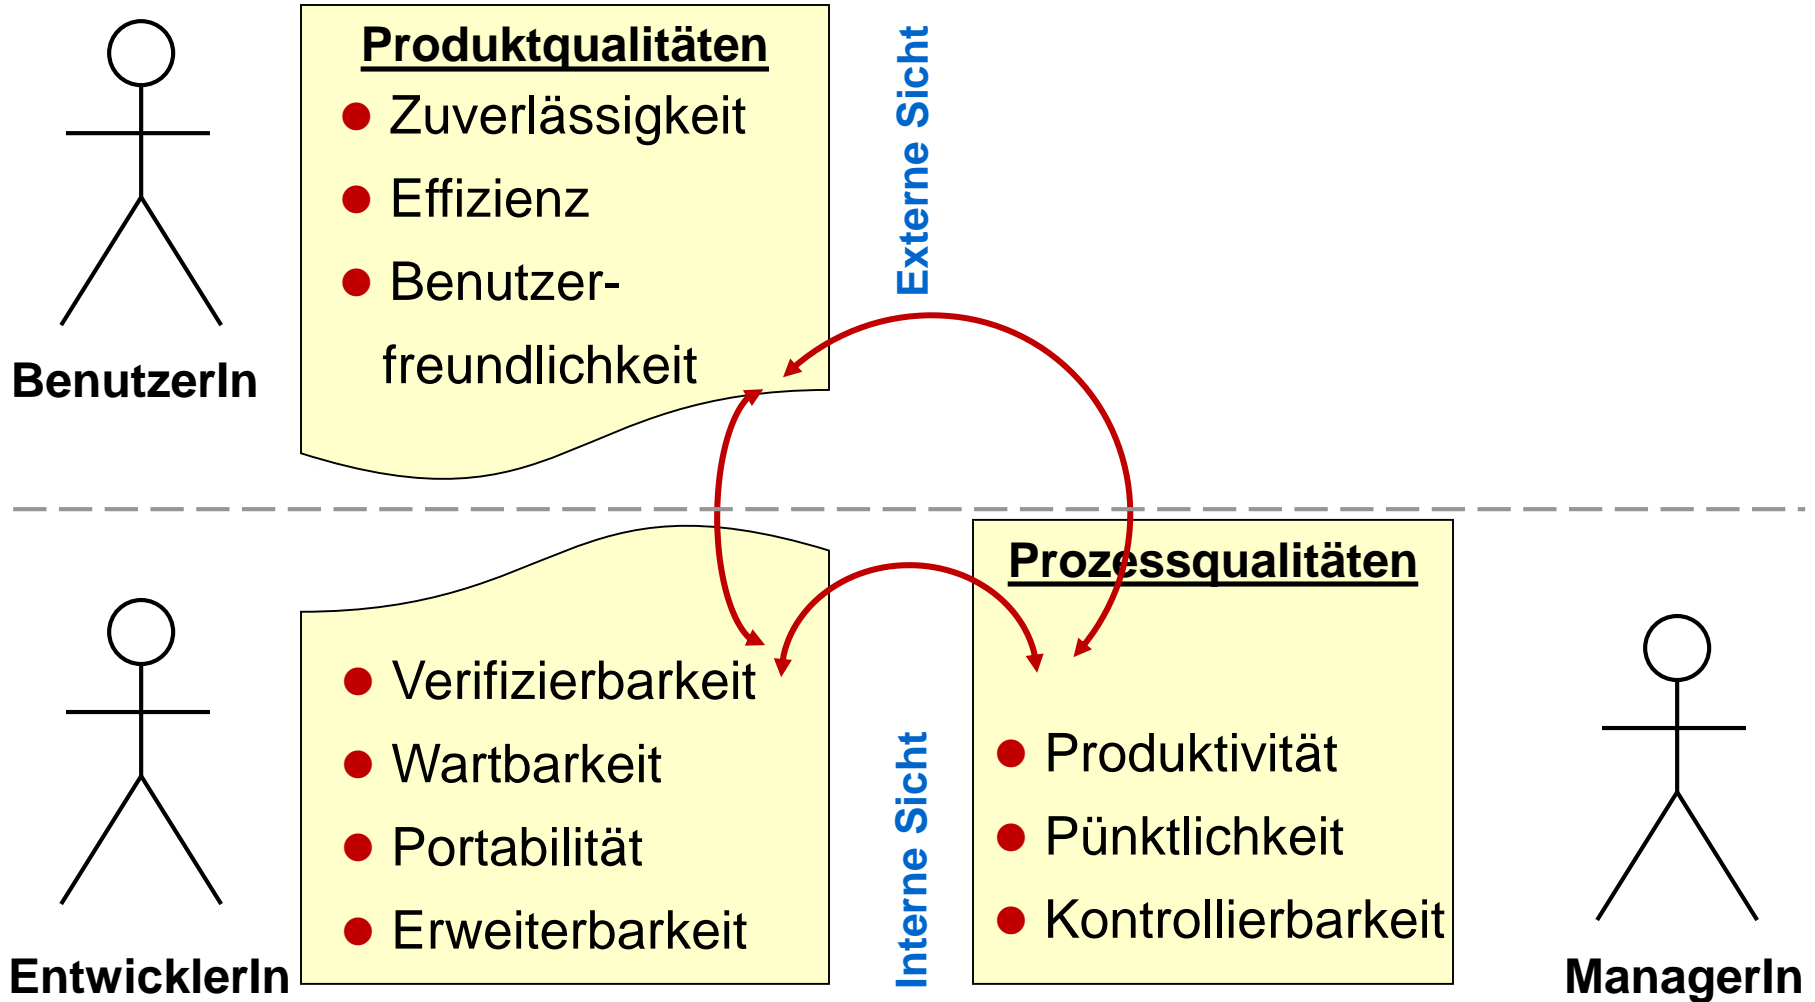 Produktqualitäten
Zuverlässigkeit
Effizienz
Benutzer-
freundlichkeit
BenutzerIn
Externe Sicht
Verifizierbarkeit
Wartbarkeit
Portabilität
Erweiterbarkeit
EntwicklerIn
Interne Sicht
Prozessqualitäten
Produktivität
Pünktlichkeit
Kontrollierbarkeit
ManagerIn